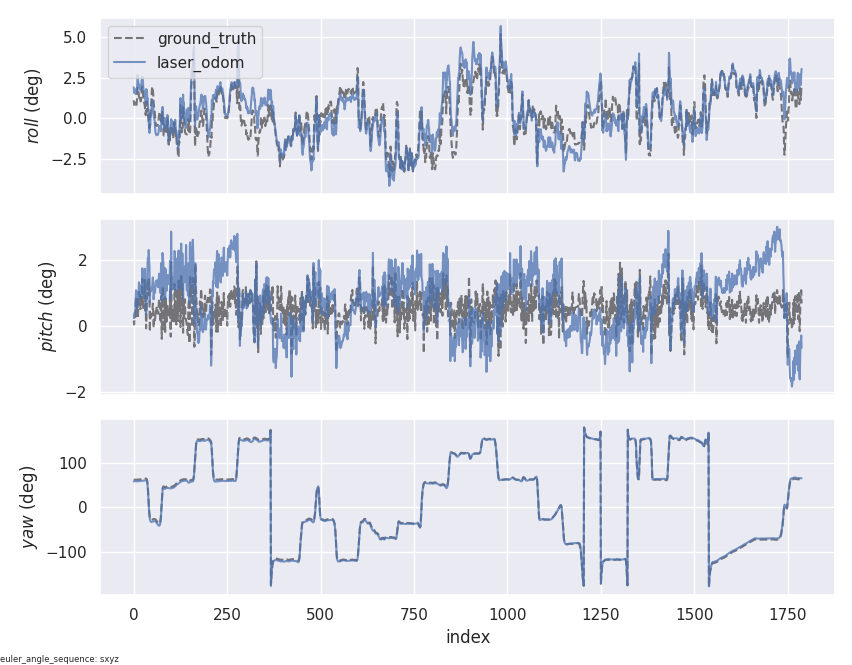 ground_truth
laser_odom
roll (deg)
5.0
2.5
0.0
−2.5
pitch (deg)
2
0
−2
yaw (deg)
100
0
−100
0 250 500 750 1000 1250 1500 1750
index
euler_angle_sequence: sxyz